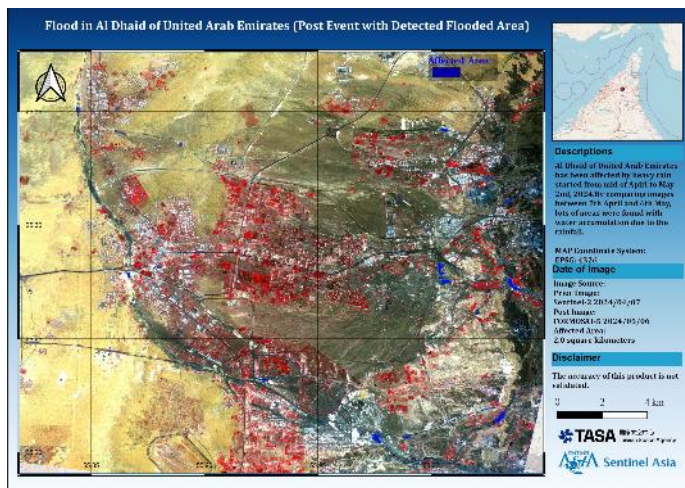 Flood in Al Dhaid of United Arab Emirates (Post Event with Detected Flooded Area)
Affected Area
Descriptions
Al Dhaid of United Arab Emirates
has been affected by heavy rain
started from mid of April to May
2nd, 2024. By comparing images
between 7th April and 6th May,
lots of areas were found with
water accumulation due to the
rainfall.
MAP Coordinate System:
EPSG: 4326
Date of Image
Image Source:
Prior Image:
Sentinel-2 2024/04/07
Post Image:
FORMOSAT-5 2024/05/06
Affected Area:
2.0 square kilometers
Disclaimer
The accuracy of this product is not
validated.
0 2 4 km
TASA
Taiwan Space Agency
Sentinel Asia